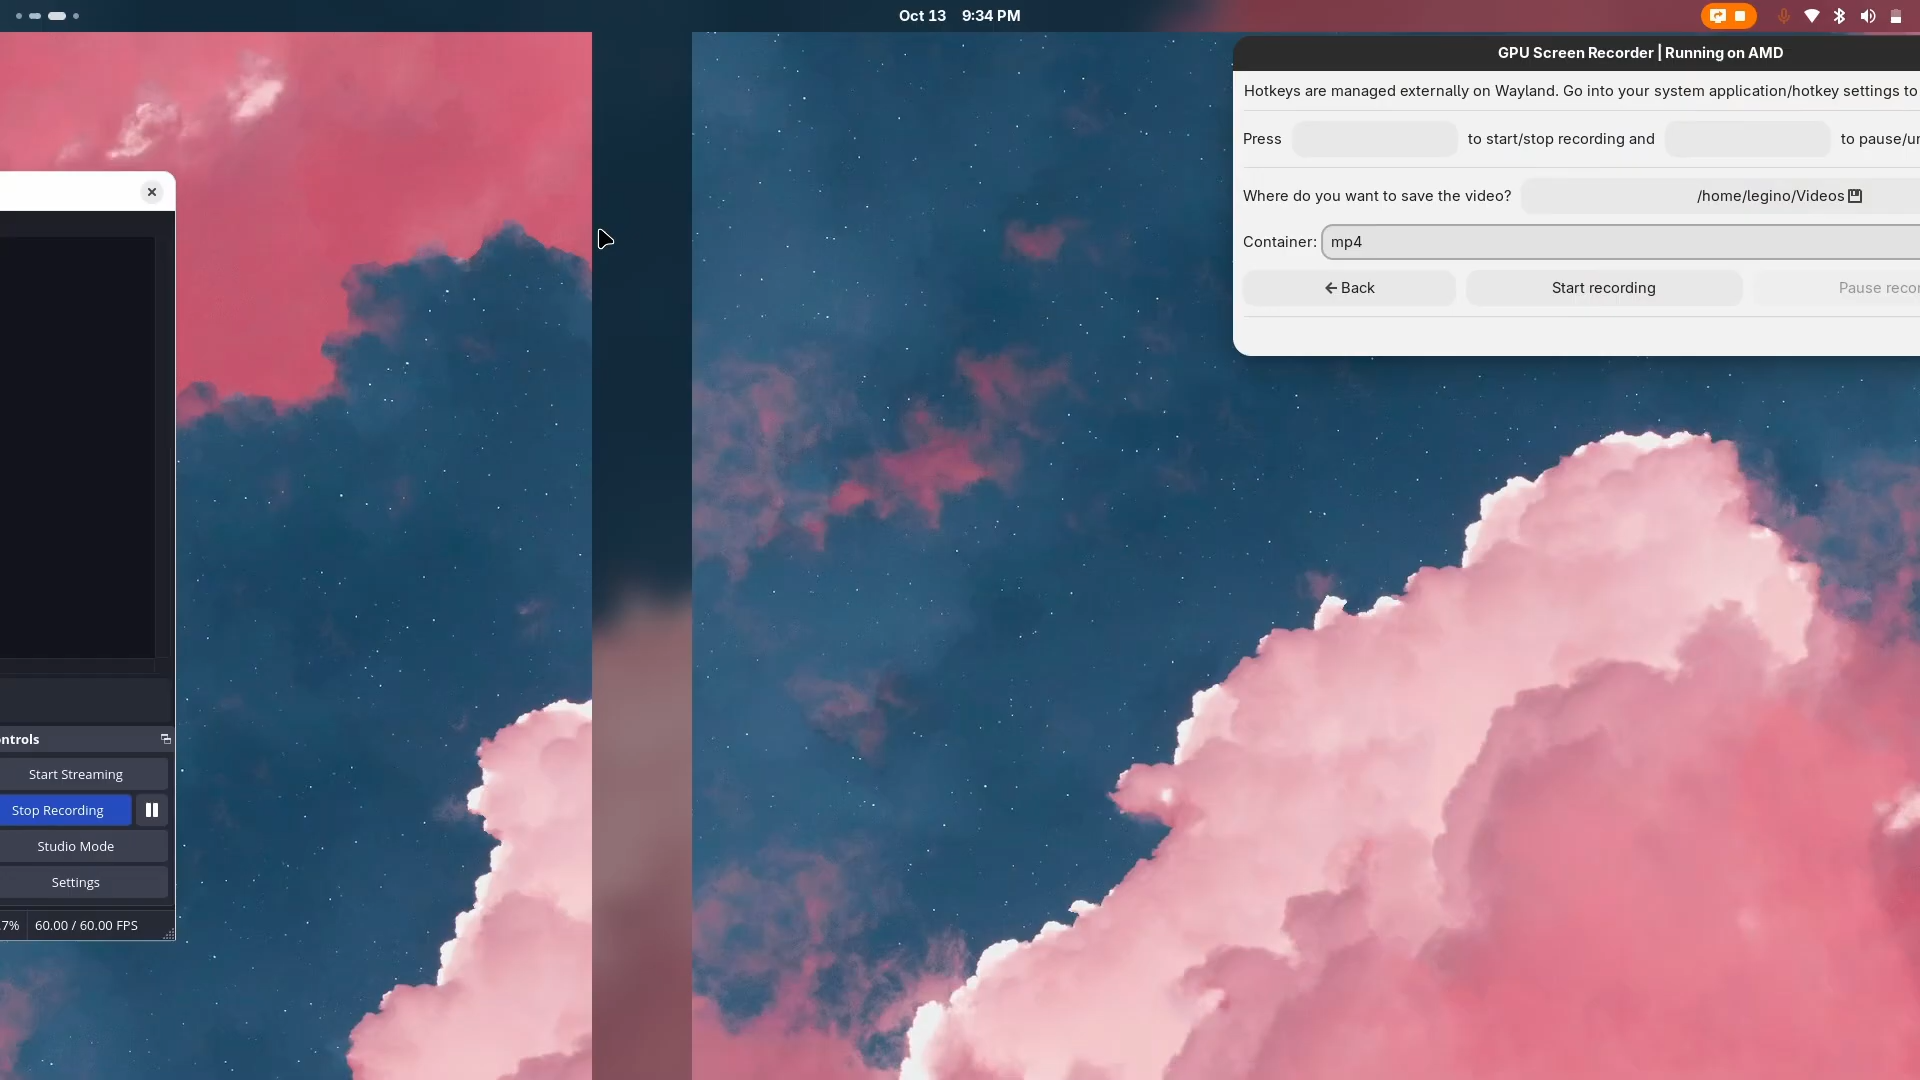 Oct 13 9:34 PM
GPU Screen Recorder | Running on AMD
Hotkeys are managed externally on Wayland. Go into your system application/hotkey settings to
Press to start/stop recording and to pause/un
Where do you want to save the video? /home/legino/Videos
Container: mp4
Back Start recording Pause recor
ontrols
Start Streaming
Stop Recording
Studio Mode
Settings
.7% 60.00 / 60.00 FPS